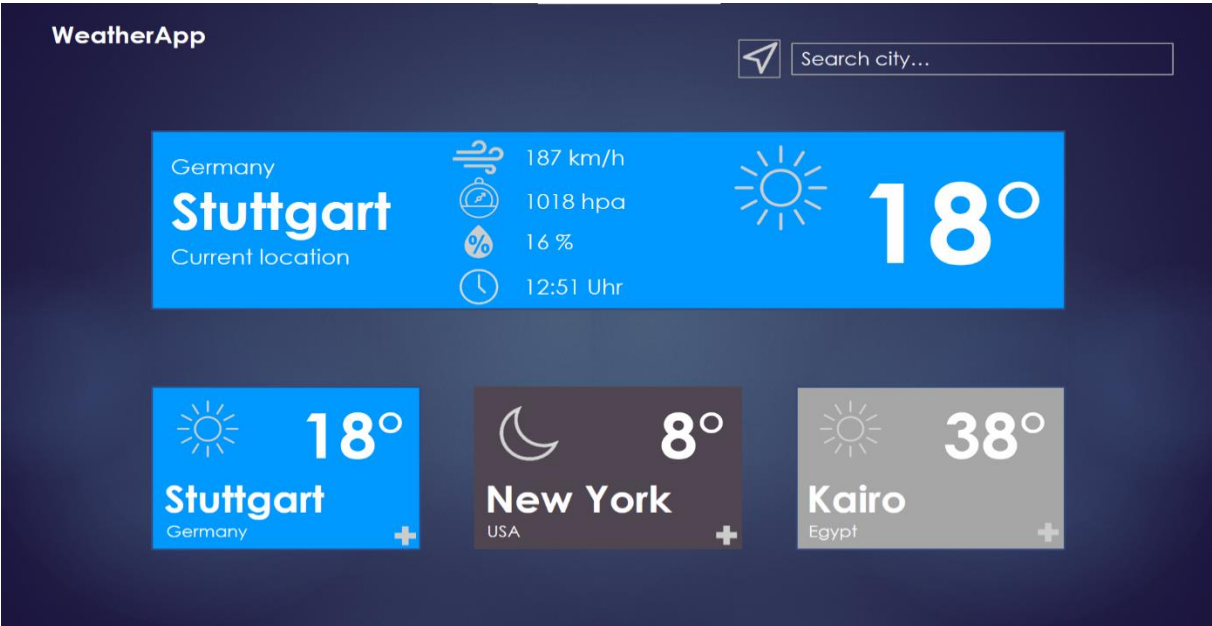 WeatherApp
Search city...
Germany
Stuttgart
Current location
187 km/h
1018 hpa
%
16 %
12:51 Uhr
18°
18°
Stuttgart
Germany
8°
New York
USA
38°
Kairo
Egypt